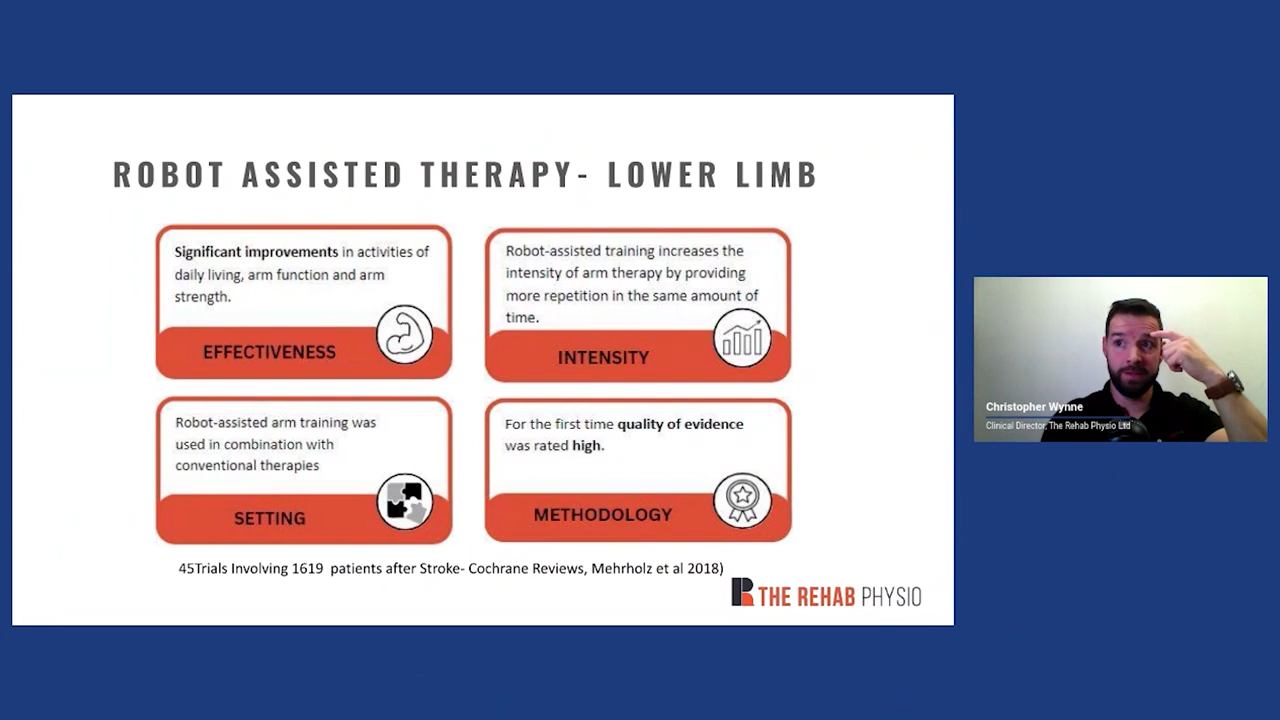 ROBOT ASSISTED THERAPY- LOWER LIMB
Significant improvements in activities of
daily living, arm function and arm
strength.
EFFECTIVENESS
Robot-assisted training increases the
intensity of arm therapy by providing
more repetition in the same amount of
time.
INTENSITY
Robot-assisted arm training was
used in combination with
conventional therapies
SETTING
For the first time quality of evidence
was rated high.
METHODOLOGY
45Trials Involving 1619 patients after Stroke- Cochrane Reviews, Mehrholz et al 2018)
THE REHAB PHYSIO
Christopher Wynne
Clinical Director, The Rehab Physio Ltd